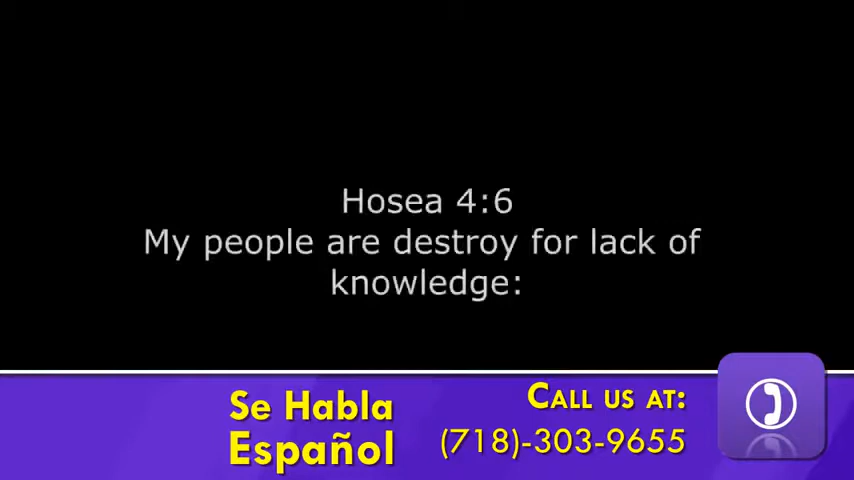 Hosea 4:6
My people are destroy for lack of
knowledge:
Se Habla
Español
CALL US AT:
(718)-303-9655